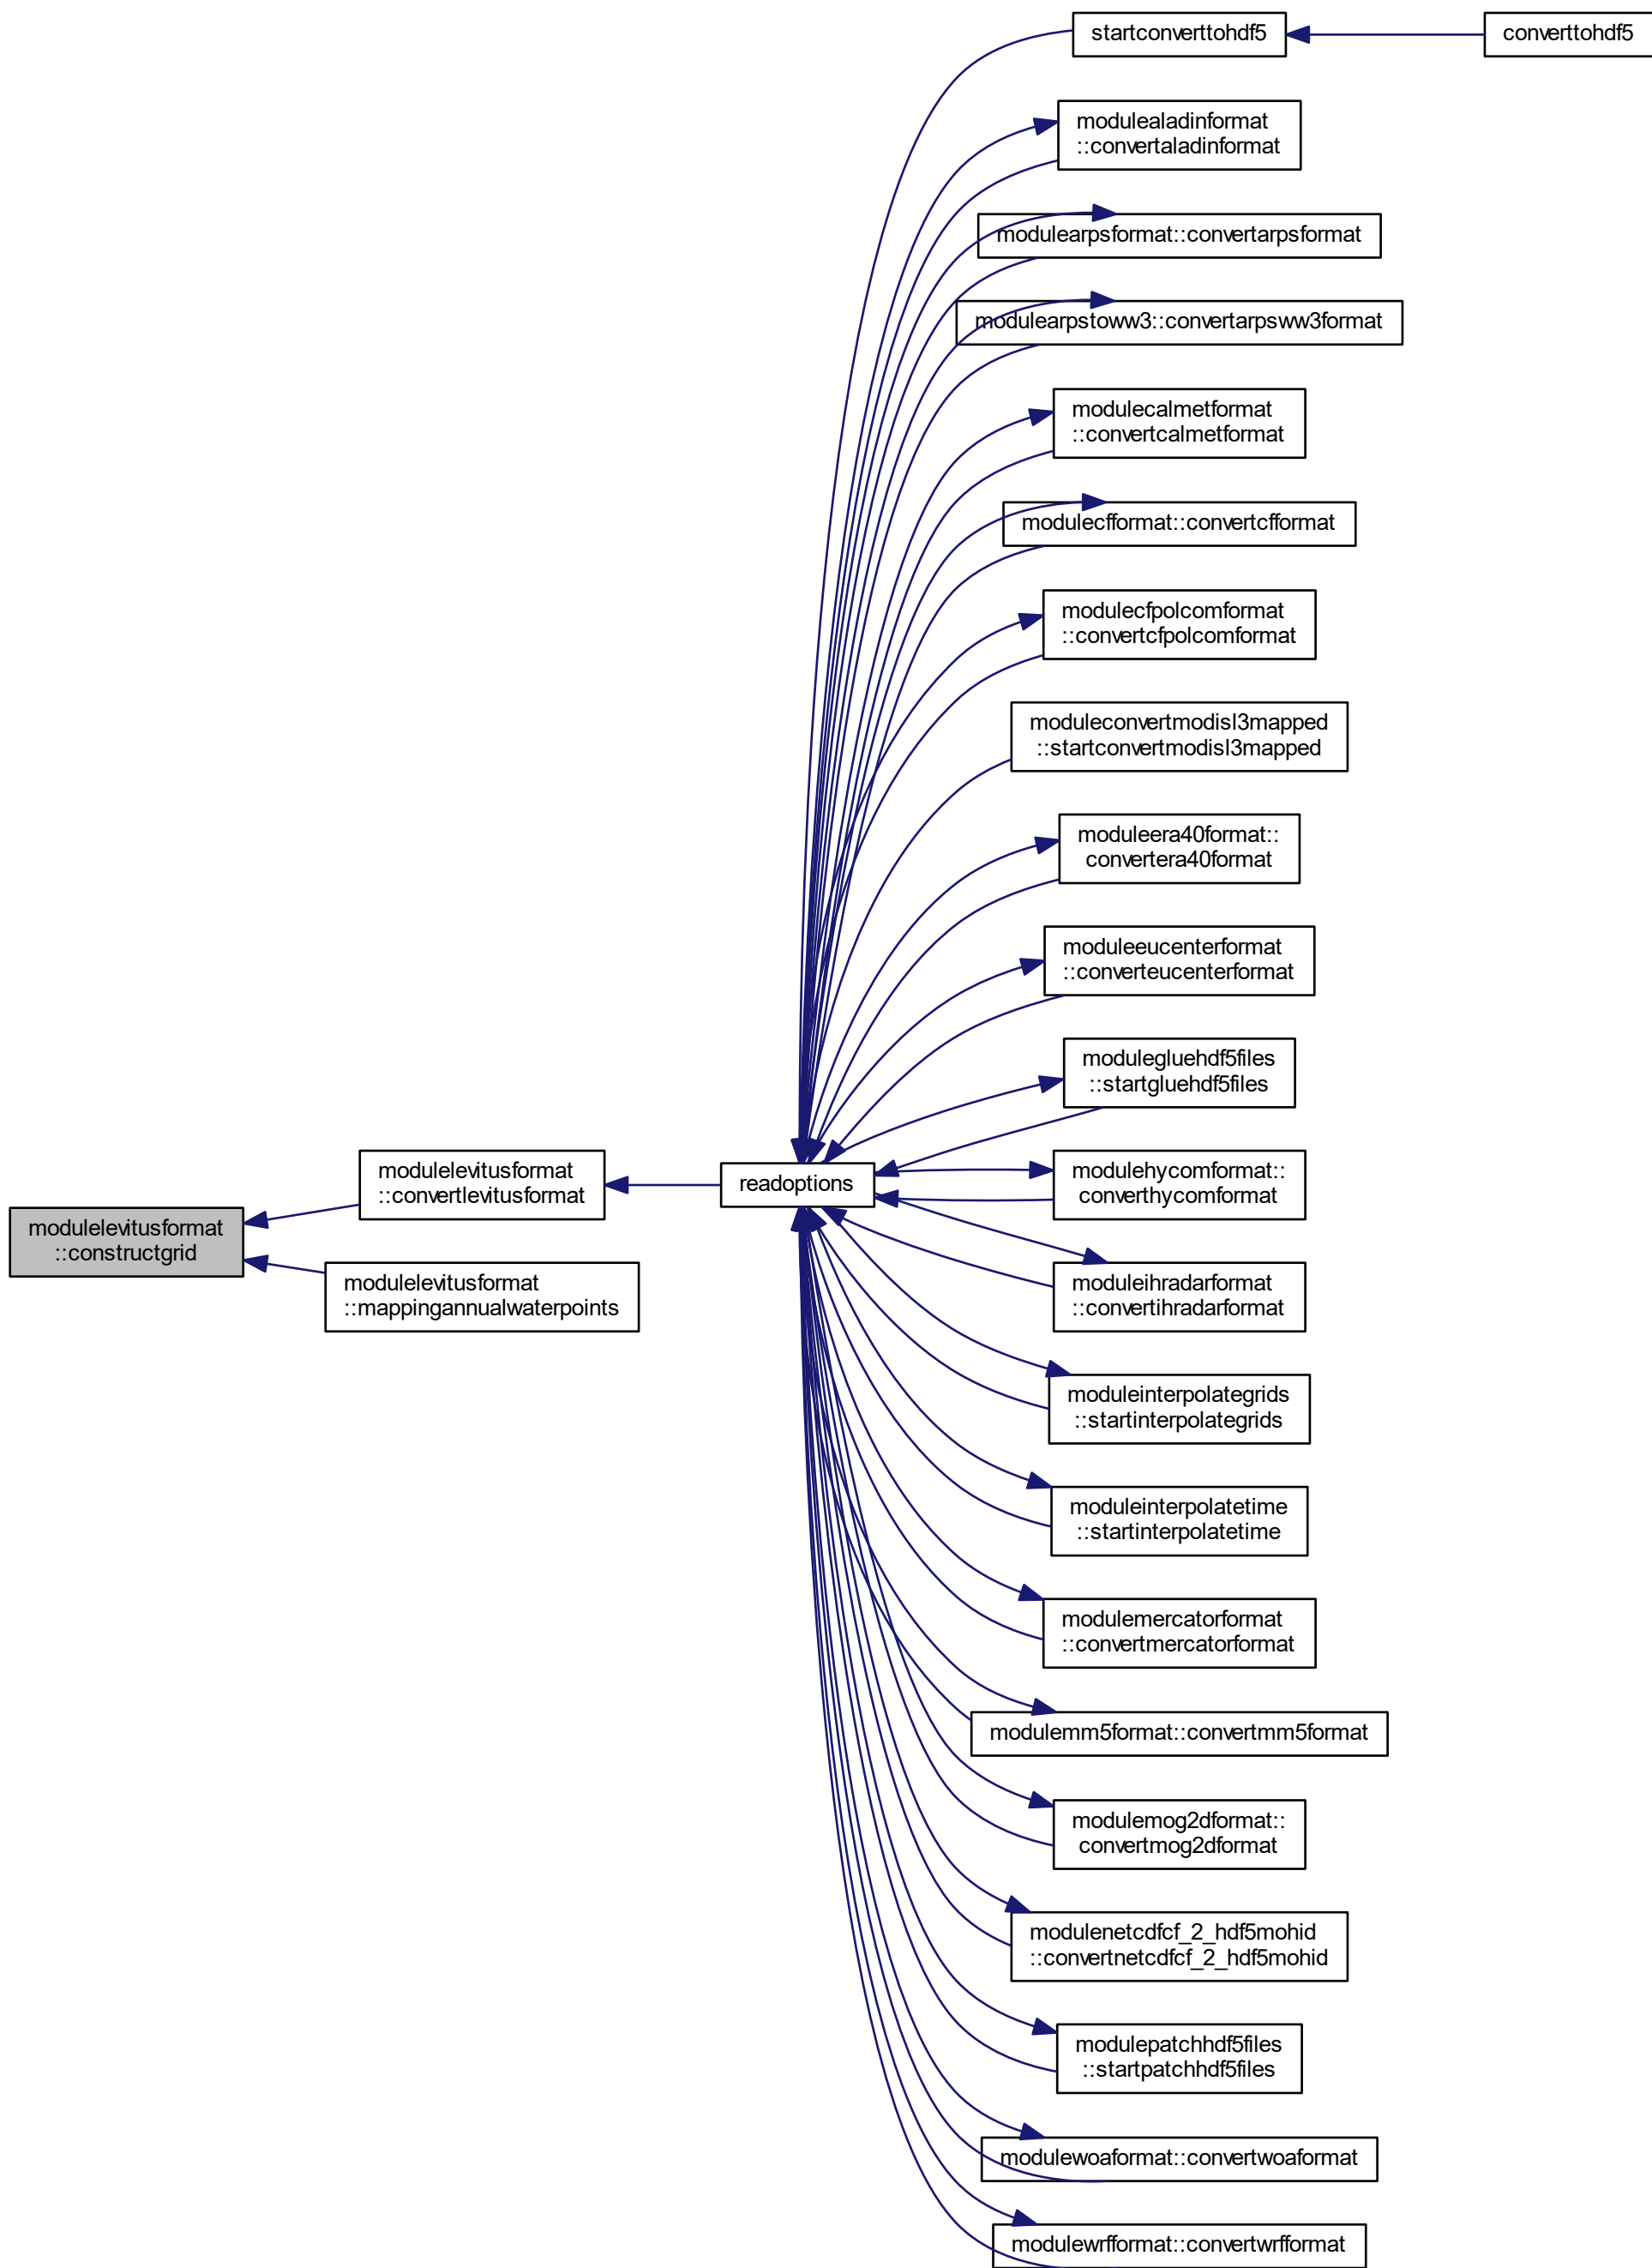 startconverttohdf5
converttohdf5
modulealadinformat
::convertaladinformat
modulearpsformat::convertarpsformat
modulearpstoww3::convertarpsww3format
modulecalmetformat
::convertcalmetformat
modulecfformat::convertcfformat
modulecfpolcomformat
::convertcfpolcomformat
moduleconvertmodisl3mapped
::startconvertmodisl3mapped
moduleera40format::
convertera40format
moduleeucenterformat
::converteucenterformat
modulegluehdf5files
::startgluehdf5files
modulelevitusformat
::convertlevitusformat
readoptions
modulehycomformat::
converthycomformat
modulelevitusformat
::constructgrid
modulelevitusformat
::mappingannualwaterpoints
moduleihradarformat
::convertihradarformat
moduleinterpolategrids
::startinterpolategrids
moduleinterpolatetime
::startinterpolatetime
modulemercatorformat
::convertmercatorformat
modulemm5format::convertmm5format
modulemog2dformat::
convertmog2dformat
modulenetcdfcf_2_hdf5mohid
::convertnetcdfcf_2_hdf5mohid
modulepatchhdf5files
::startpatchhdf5files
modulewoaformat::convertwoaformat
modulewrfformat::convertwrfformat